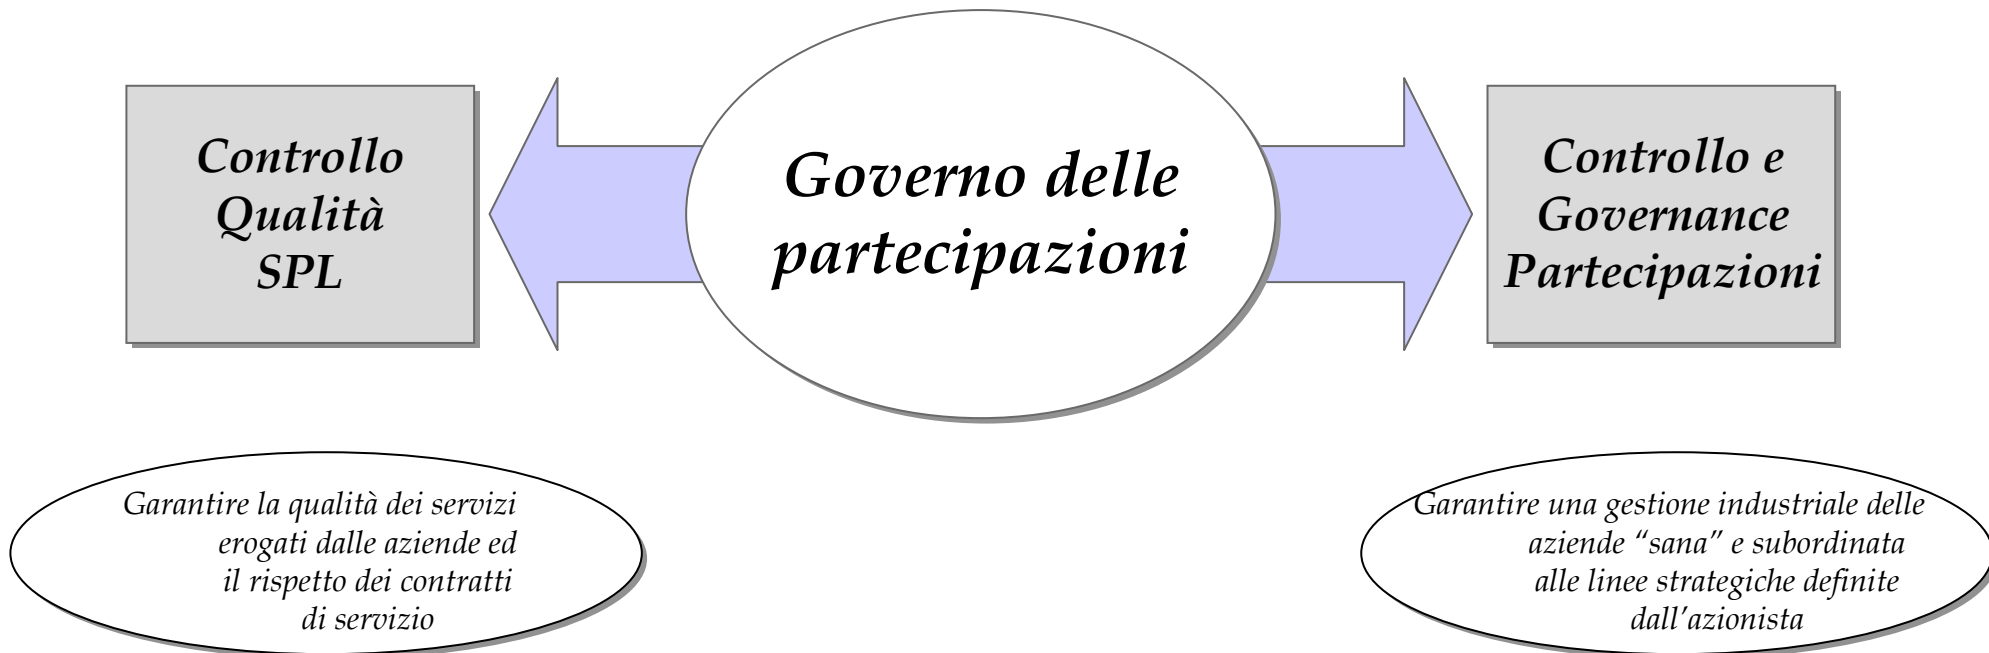 Controllo
Qualità
SPL
Governo delle
partecipazioni
Controllo e
Governance
Partecipazioni
Garantire la qualità dei servizi
erogati dalle aziende ed
il rispetto dei contratti
di servizio
Garantire una gestione industriale delle
aziende “sana” e subordinata
alle linee strategiche definite
dall'azionista